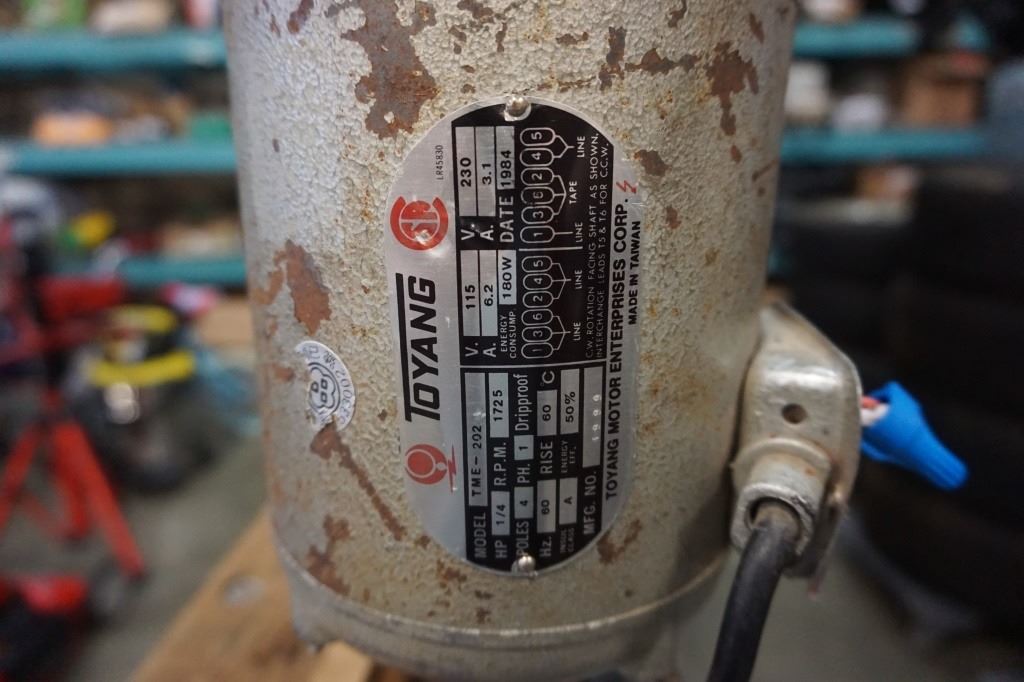 TOYANG
LR45830
MODEL TME-202
HP 1/4 R.P.M. 1725
POLES 4 PH. 1 Dripproof
Hz. 60 RISE 60 °C
INSUL CLASS A ENERGY EFF. 50%
MFG. NO. 1999
V. 115 V. 230
A. 6.2 A. 3.1
ENERGY CONSUMP. 180W DATE 1984
1 3 6 2 4 5 1 3 6 2 4 5
LINE LINE LINE TAPE LINE
C.W. ROTATION FACING SHAFT AS SHOWN.
INTERCHANGE LEADS T5 & T6 FOR C.C.W.
TOYANG MOTOR ENTERPRISES CORP.
MADE IN TAIWAN